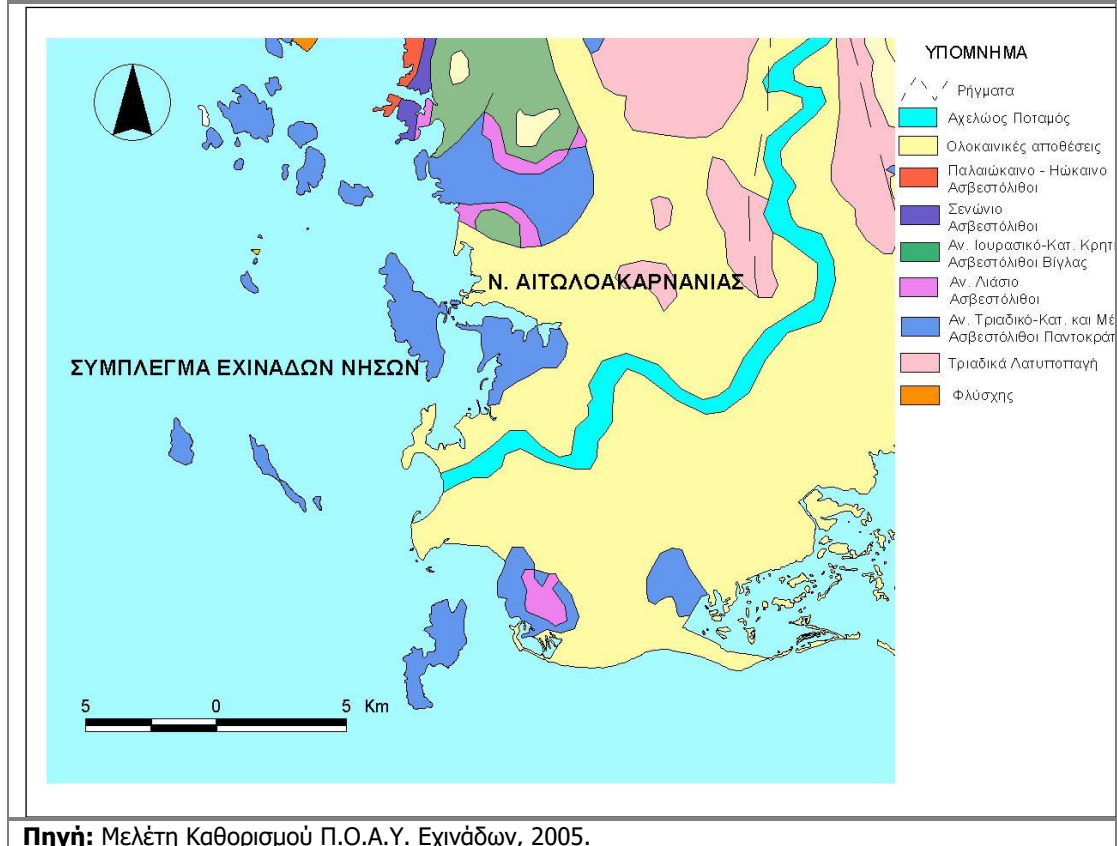 ΥΠΟΜΝΗΜΑ
Ρήγματα
Αχελώος Ποταμός
Ολοκαινικές αποθέσεις
Παλαιώκαινο - Ηώκαινο
Ασβεστόλιθοι
Σενώνιο
Ασβεστόλιθοι
Αν. Ιουρασικό-Κατ. Κρητ
Ασβεστόλιθοι Βίγλας
Αν. Λιάσιο
Ασβεστόλιθοι
Αν. Τριαδικό-Κατ. και Μέ
Ασβεστόλιθοι Παντοκράτ
Τριαδικά Λατυποπαγή
Φλύσχης
Ν. ΑΙΤΩΛΟΑΚΑΡΝΑΝΙΑΣ
ΣΥΜΠΛΕΓΜΑ ΕΧΙΝΑΔΩΝ ΝΗΣΩΝ
5 0 5 Km
Πηγή: Μελέτη Καθορισμού Π.Ο.Α.Υ. Εχινάδων, 2005.